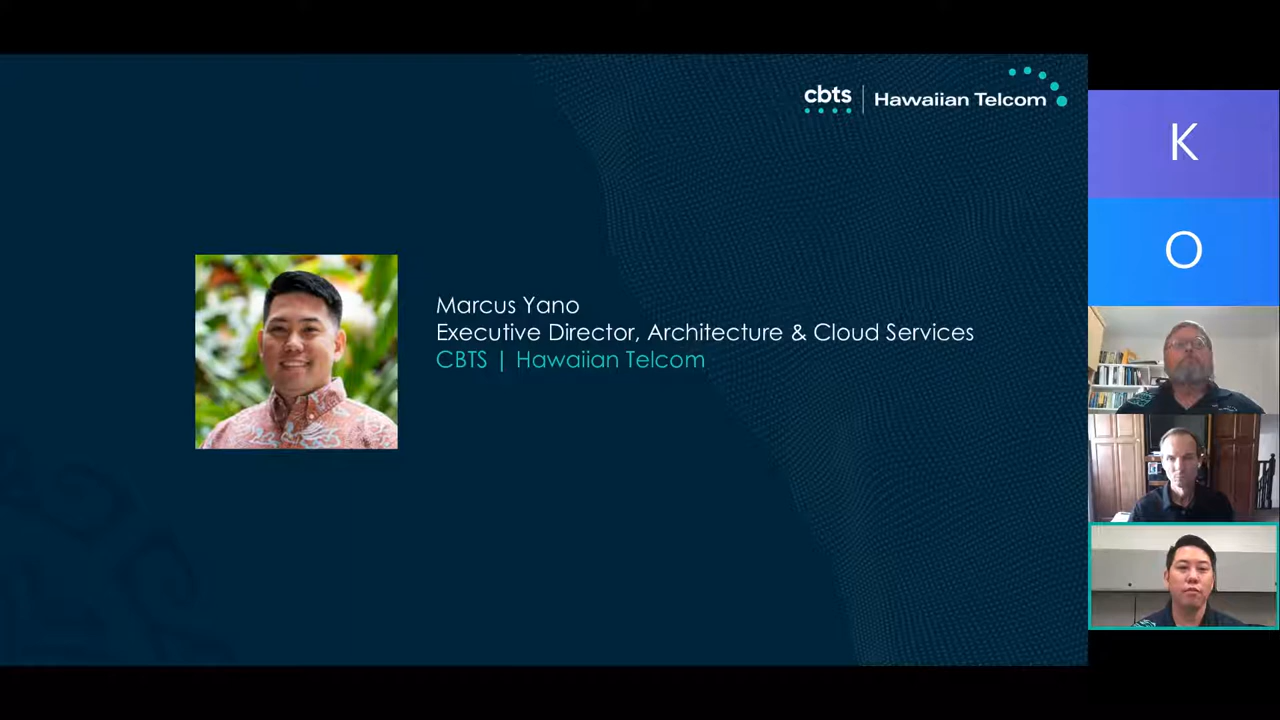 cbts | Hawaiian Telcom
Marcus Yano
Executive Director, Architecture & Cloud Services
CBTS | Hawaiian Telcom
K
O